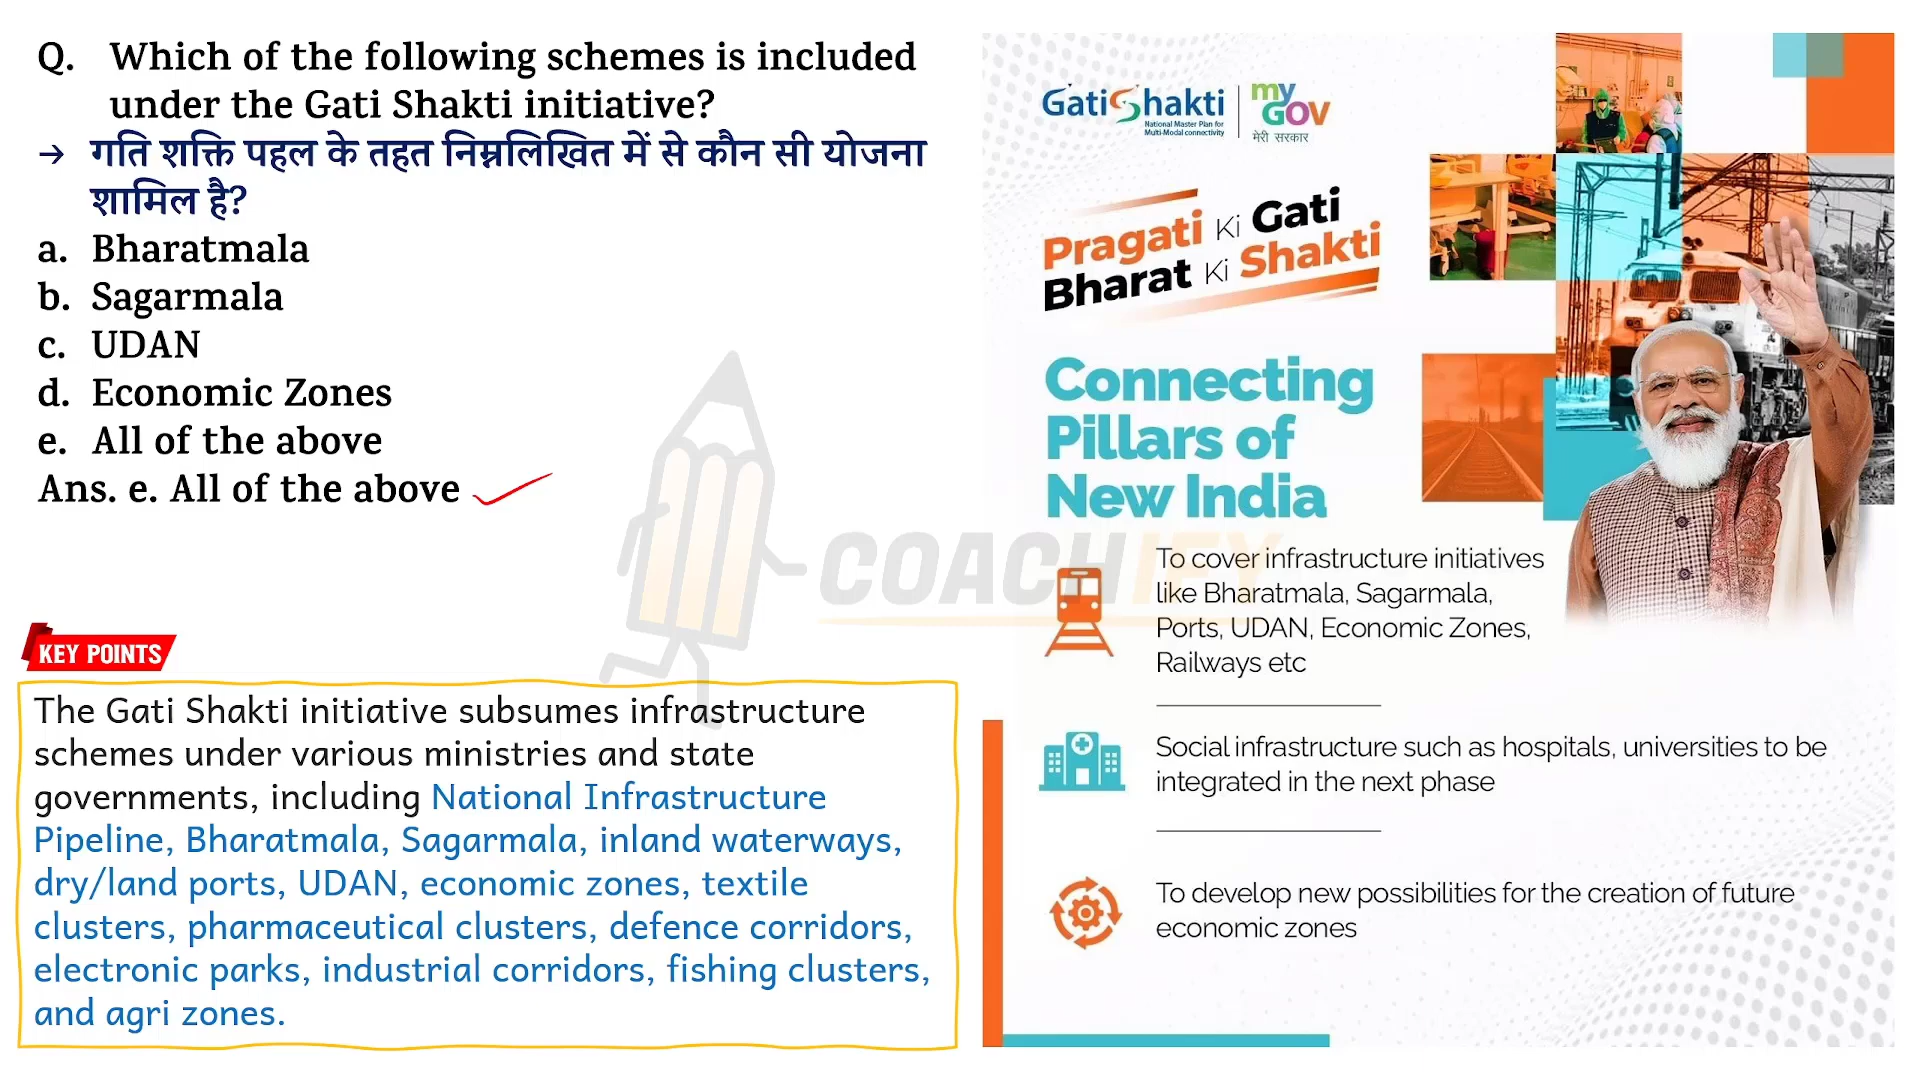 Q. Which of the following schemes is included
under the Gati Shakti initiative?
→ गति शक्ति पहल के तहत निम्नलिखित में से कौन सी योजना
शामिल है?
a. Bharatmala
b. Sagarmala
c. UDAN
d. Economic Zones
e. All of the above
Ans. e. All of the above
KEY POINTS
The Gati Shakti initiative subsumes infrastructure
schemes under various ministries and state
governments, including National Infrastructure
Pipeline, Bharatmala, Sagarmala, inland waterways,
dry/land ports, UDAN, economic zones, textile
clusters, pharmaceutical clusters, defence corridors,
electronic parks, industrial corridors, fishing clusters,
and agri zones.
COACHIFY
GatiShakti
National Master Plan for
Multi-Modal connectivity
my
GOV
मेरी सरकार
Pragati Ki Gati
Bharat Ki Shakti
Connecting
Pillars of
New India
To cover infrastructure initiatives
like Bharatmala, Sagarmala,
Ports, UDAN, Economic Zones,
Railways etc
Social infrastructure such as hospitals, universities to be
integrated in the next phase
To develop new possibilities for the creation of future
economic zones